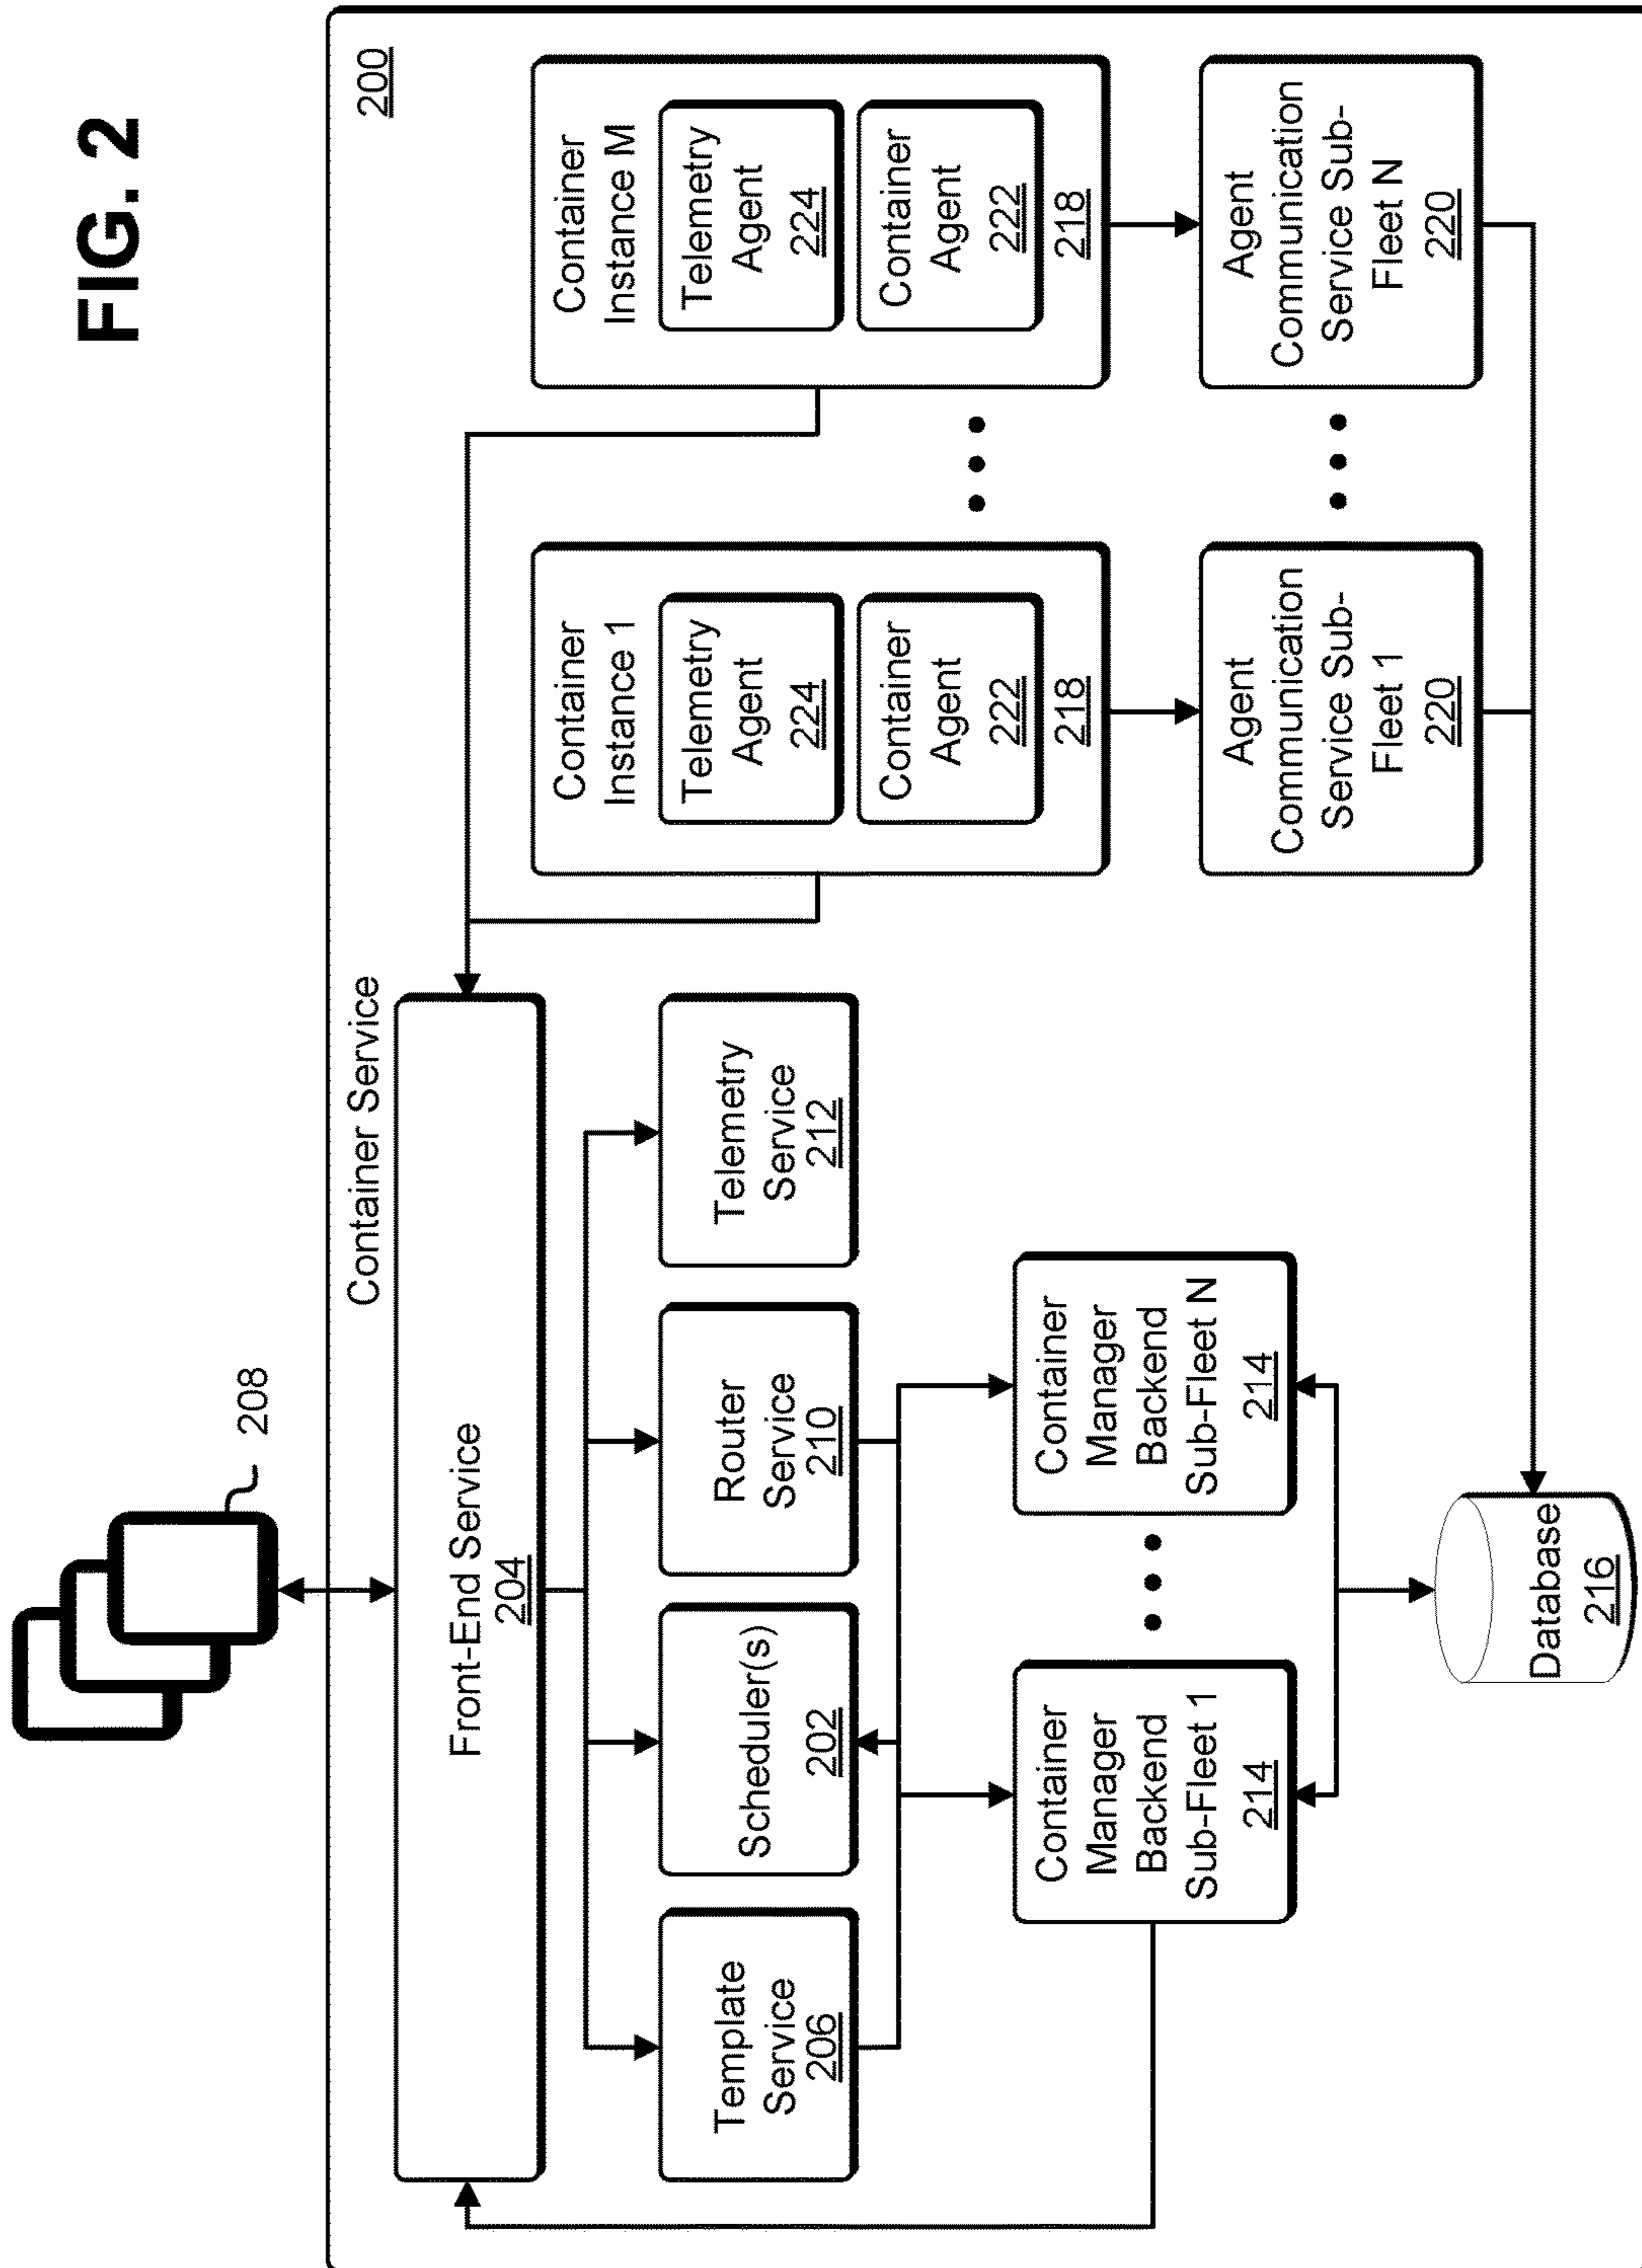 FIG. 2
208
Container Service
200
Front-End Service
204
Template
Service
206
Scheduler(s)
202
Router
Service
210
Telemetry
Service
212
Container
Manager
Backend
Sub-Fleet 1
214
Container
Manager
Backend
Sub-Fleet N
214
Database
216
Container
Instance 1
Telemetry
Agent
224
Container
Agent
222
218
Container
Instance M
Telemetry
Agent
224
Container
Agent
222
218
Agent
Communication
Service Sub-
Fleet 1
220
Agent
Communication
Service Sub-
Fleet N
220